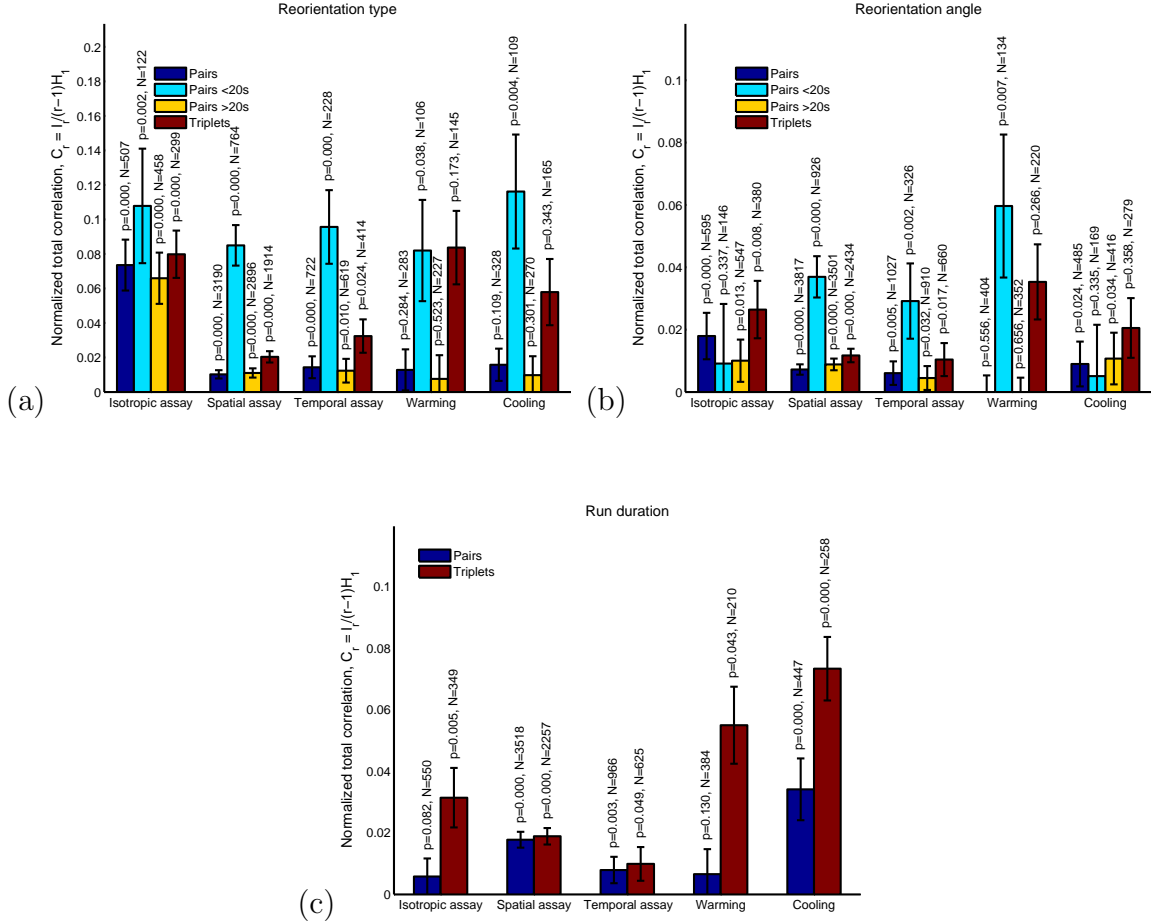 Reorientation type
Normalized total correlation, C_r = I_r/(r−1)H_1
0.2
0.18
0.16
0.14
0.12
0.1
0.08
0.06
0.04
0.02
0
Pairs
Pairs <20s
Pairs >20s
Triplets
p=0.000, N=507
p=0.002, N=122
p=0.000, N=458
p=0.000, N=299
p=0.000, N=3190
p=0.000, N=764
p=0.000, N=2896
p=0.000, N=1914
p=0.000, N=722
p=0.000, N=228
p=0.010, N=619
p=0.024, N=414
p=0.284, N=283
p=0.038, N=106
p=0.523, N=227
p=0.173, N=145
p=0.109, N=328
p=0.004, N=109
p=0.301, N=270
p=0.343, N=165
Isotropic assay Spatial assay Temporal assay Warming Cooling
(a)
Reorientation angle
Normalized total correlation, C_r = I_r/(r−1)H_1
0.1
0.08
0.06
0.04
0.02
0
Pairs
Pairs <20s
Pairs >20s
Triplets
p=0.000, N=595
p=0.337, N=146
p=0.013, N=547
p=0.008, N=380
p=0.000, N=3817
p=0.000, N=926
p=0.000, N=3501
p=0.000, N=2434
p=0.005, N=1027
p=0.002, N=326
p=0.032, N=910
p=0.017, N=660
p=0.556, N=404
p=0.007, N=134
p=0.656, N=352
p=0.266, N=220
p=0.024, N=485
p=0.335, N=169
p=0.034, N=416
p=0.358, N=279
Isotropic assay Spatial assay Temporal assay Warming Cooling
(b)
Run duration
Normalized total correlation, C_r = I_r/(r−1)H_1
0.1
0.08
0.06
0.04
0.02
0
Pairs
Triplets
p=0.082, N=550
p=0.005, N=349
p=0.000, N=3518
p=0.000, N=2257
p=0.003, N=966
p=0.049, N=625
p=0.130, N=384
p=0.043, N=210
p=0.000, N=447
p=0.000, N=258
Isotropic assay Spatial assay Temporal assay Warming Cooling
(c)